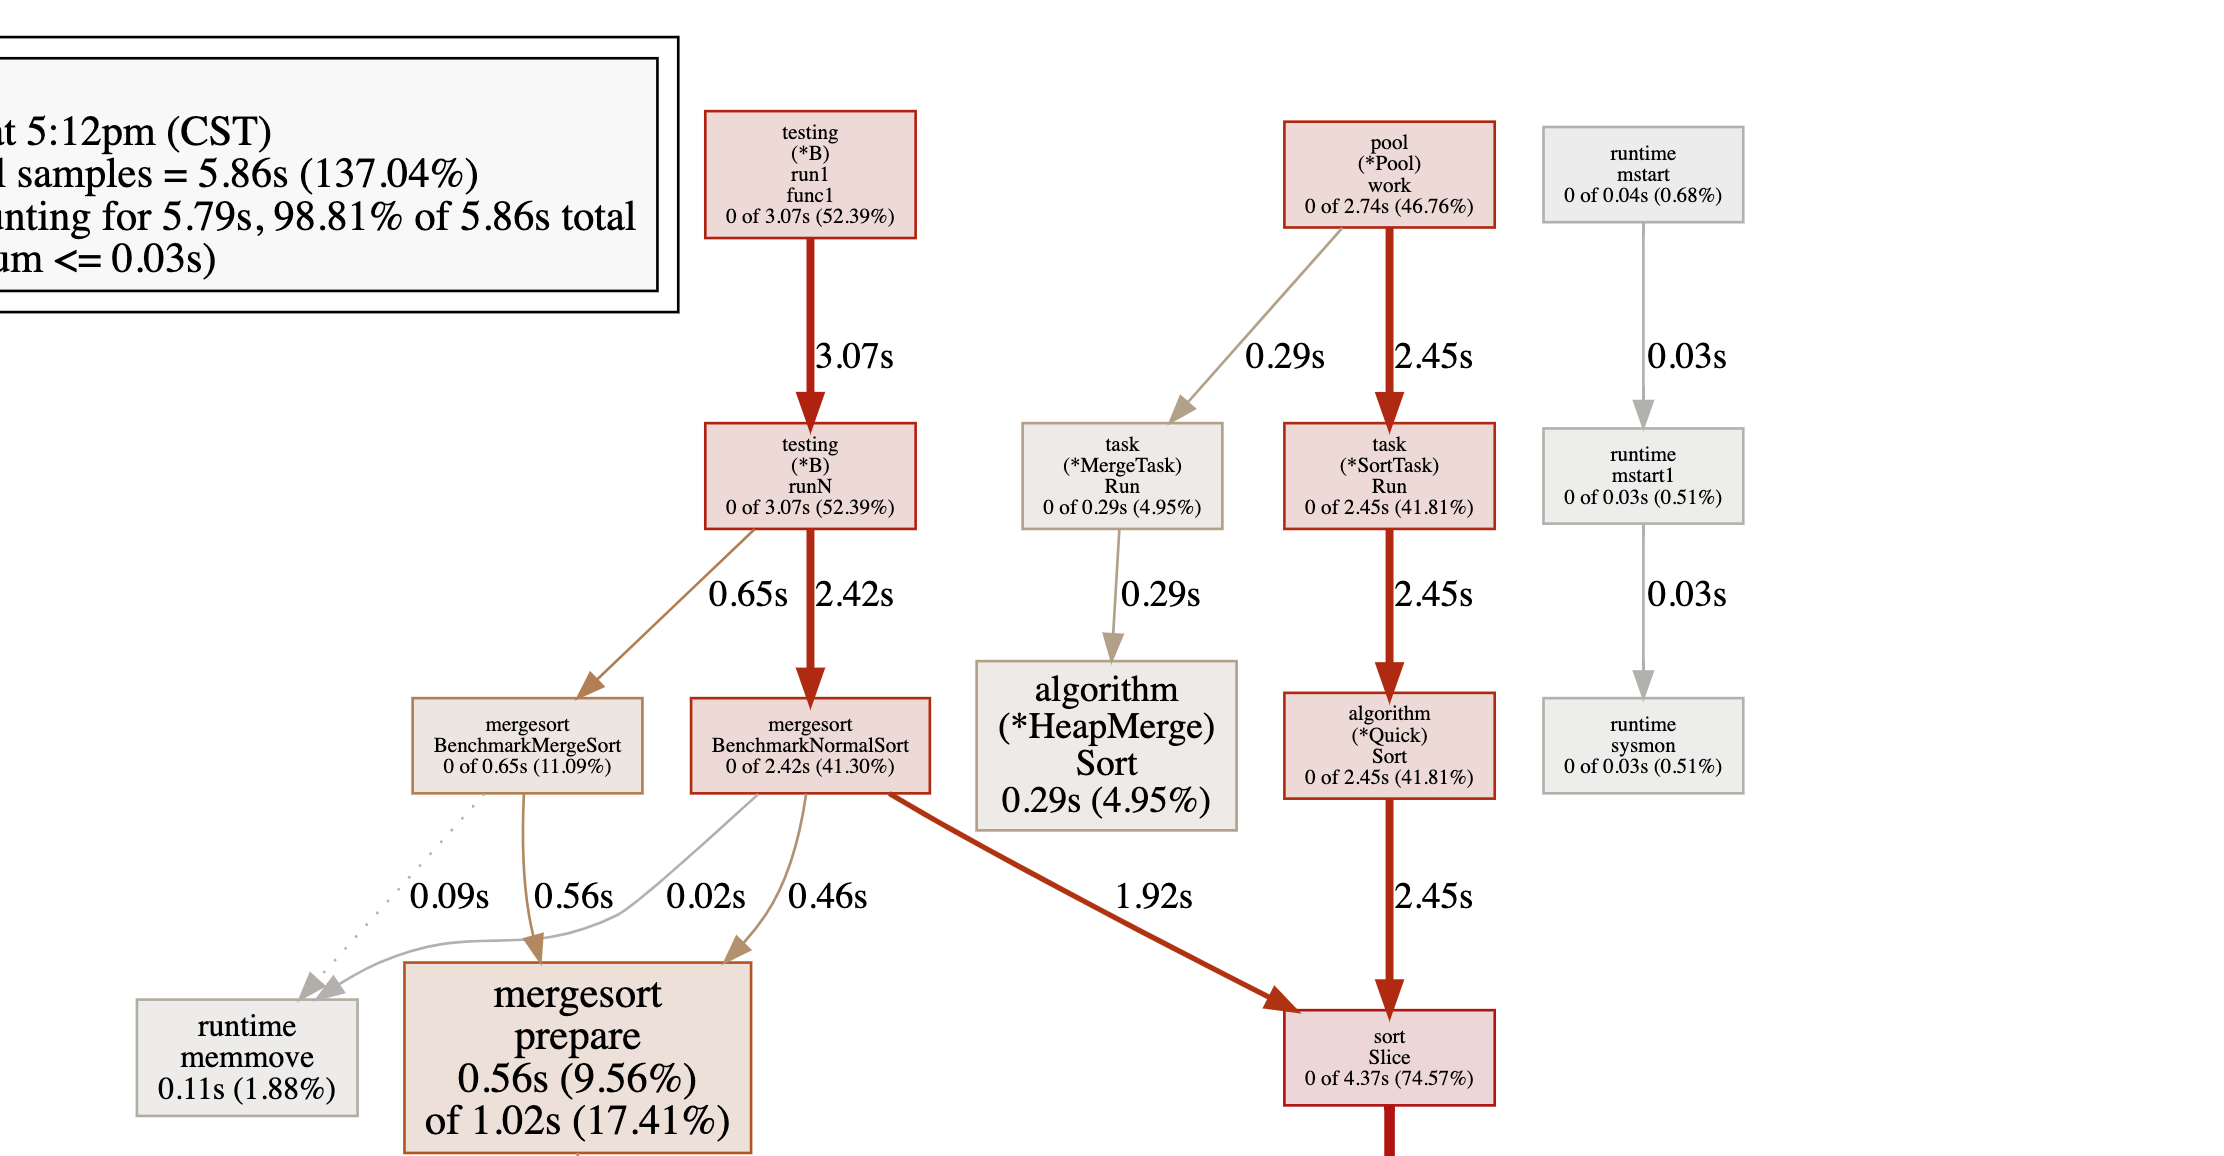 at 5:12pm (CST)
l samples = 5.86s (137.04%)
unting for 5.79s, 98.81% of 5.86s total
um <= 0.03s)
testing
(*B)
run1
func1
0 of 3.07s (52.39%)
pool
(*Pool)
work
0 of 2.74s (46.76%)
runtime
mstart
0 of 0.04s (0.68%)
3.07s
0.29s
2.45s
0.03s
testing
(*B)
runN
0 of 3.07s (52.39%)
task
(*MergeTask)
Run
0 of 0.29s (4.95%)
task
(*SortTask)
Run
0 of 2.45s (41.81%)
runtime
mstart1
0 of 0.03s (0.51%)
0.65s
2.42s
0.29s
2.45s
0.03s
mergesort
BenchmarkMergeSort
0 of 0.65s (11.09%)
mergesort
BenchmarkNormalSort
0 of 2.42s (41.30%)
algorithm
(*HeapMerge)
Sort
0.29s (4.95%)
algorithm
(*Quick)
Sort
0 of 2.45s (41.81%)
runtime
sysmon
0 of 0.03s (0.51%)
0.09s
0.56s
0.02s
0.46s
1.92s
2.45s
runtime
memmove
0.11s (1.88%)
mergesort
prepare
0.56s (9.56%)
of 1.02s (17.41%)
sort
Slice
0 of 4.37s (74.57%)